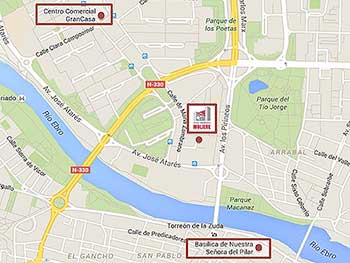 Centro Comercial
GranCasa
Calle Clara Campoamor
Parque de
los Poetas
Carlos Marx
N-330
Av. José Atarés
Río Ebro
MOLIERE
Parque del
Tío Jorge
Av. los Pirineos
N-330
Av. José Atarés
ARRABAL
Parque
Macanaz
Calle Sixto Celorrio
Calle Sobrarbe
Calle Sierra de Vicor
Río Ebro
Torreón de la Zuda
Calle de Predicadores
Basílica de Nuestra
Señora del Pilar
EL GANCHO
SAN PABLO